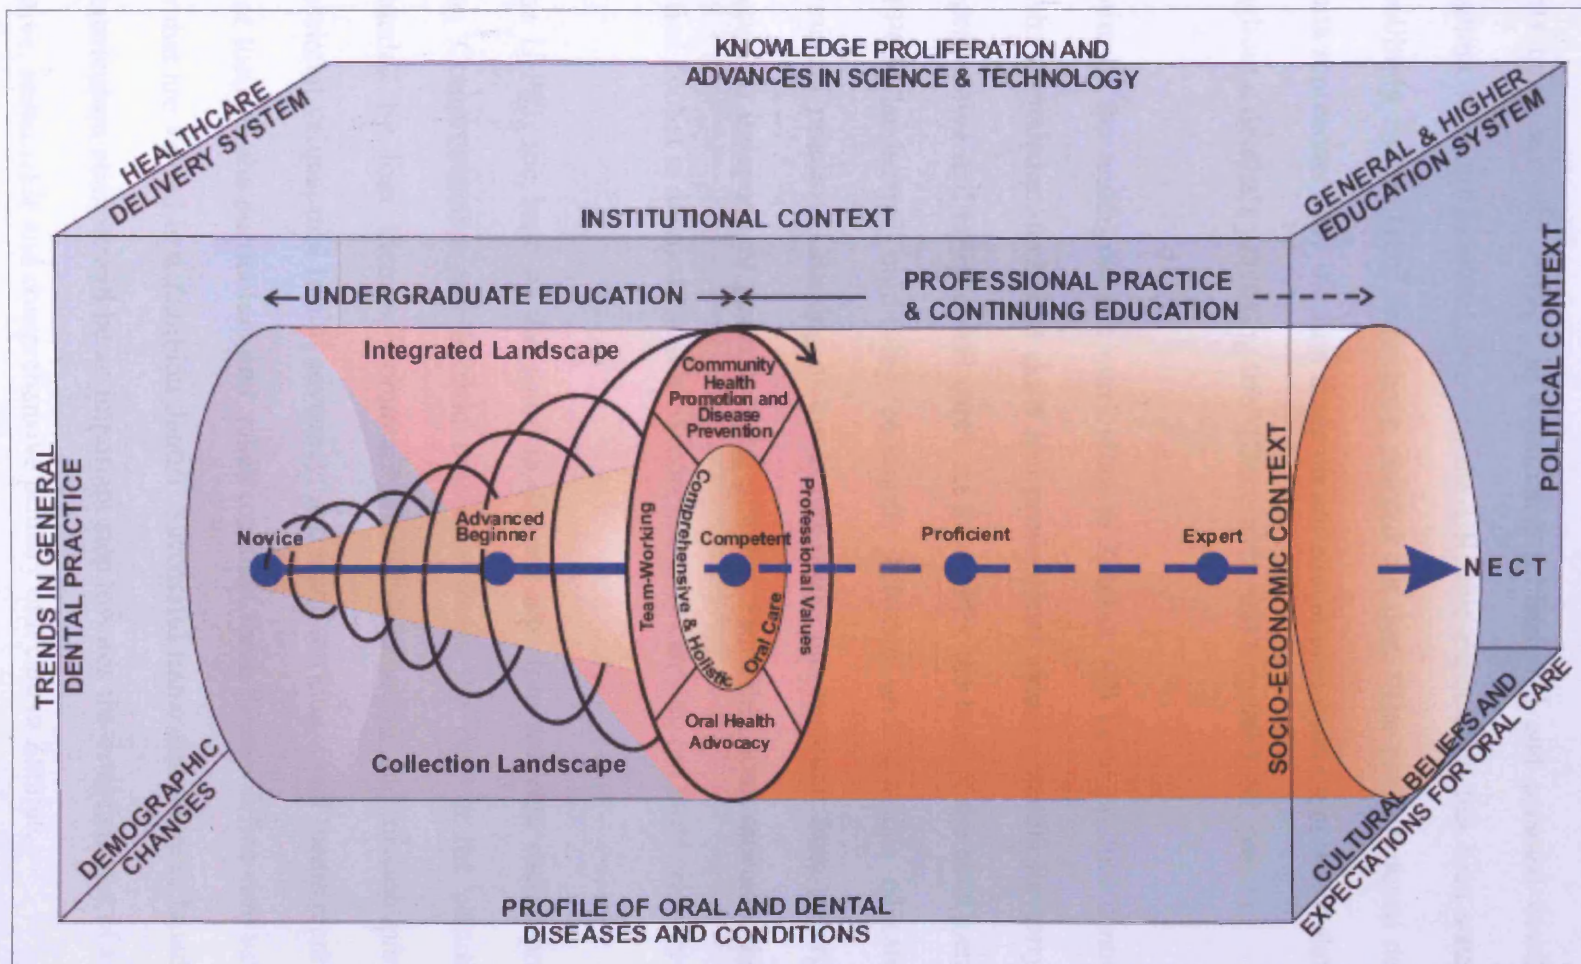 KNOWLEDGE PROLIFERATION AND
ADVANCES IN SCIENCE & TECHNOLOGY
HEALTHCARE
DELIVERY SYSTEM
GENERAL & HIGHER
EDUCATION SYSTEM
INSTITUTIONAL CONTEXT
UNDERGRADUATE EDUCATION
PROFESSIONAL PRACTICE
& CONTINUING EDUCATION
POLITICAL CONTEXT
TRENDS IN GENERAL
DENTAL PRACTICE
Integrated Landscape
Community
Health
Promotion and
Disease
Prevention
Team-Working
Comprehensive & Holistic
Oral Care
Professional Values
Novice
Advanced
Beginner
Competent
Proficient
Expert
NECT
SOCIO-ECONOMIC CONTEXT
Oral Health
Advocacy
Collection Landscape
DEMOGRAPHIC
CHANGES
CULTURAL BELIEFS AND
EXPECTATIONS FOR ORAL CARE
PROFILE OF ORAL AND DENTAL
DISEASES AND CONDITIONS